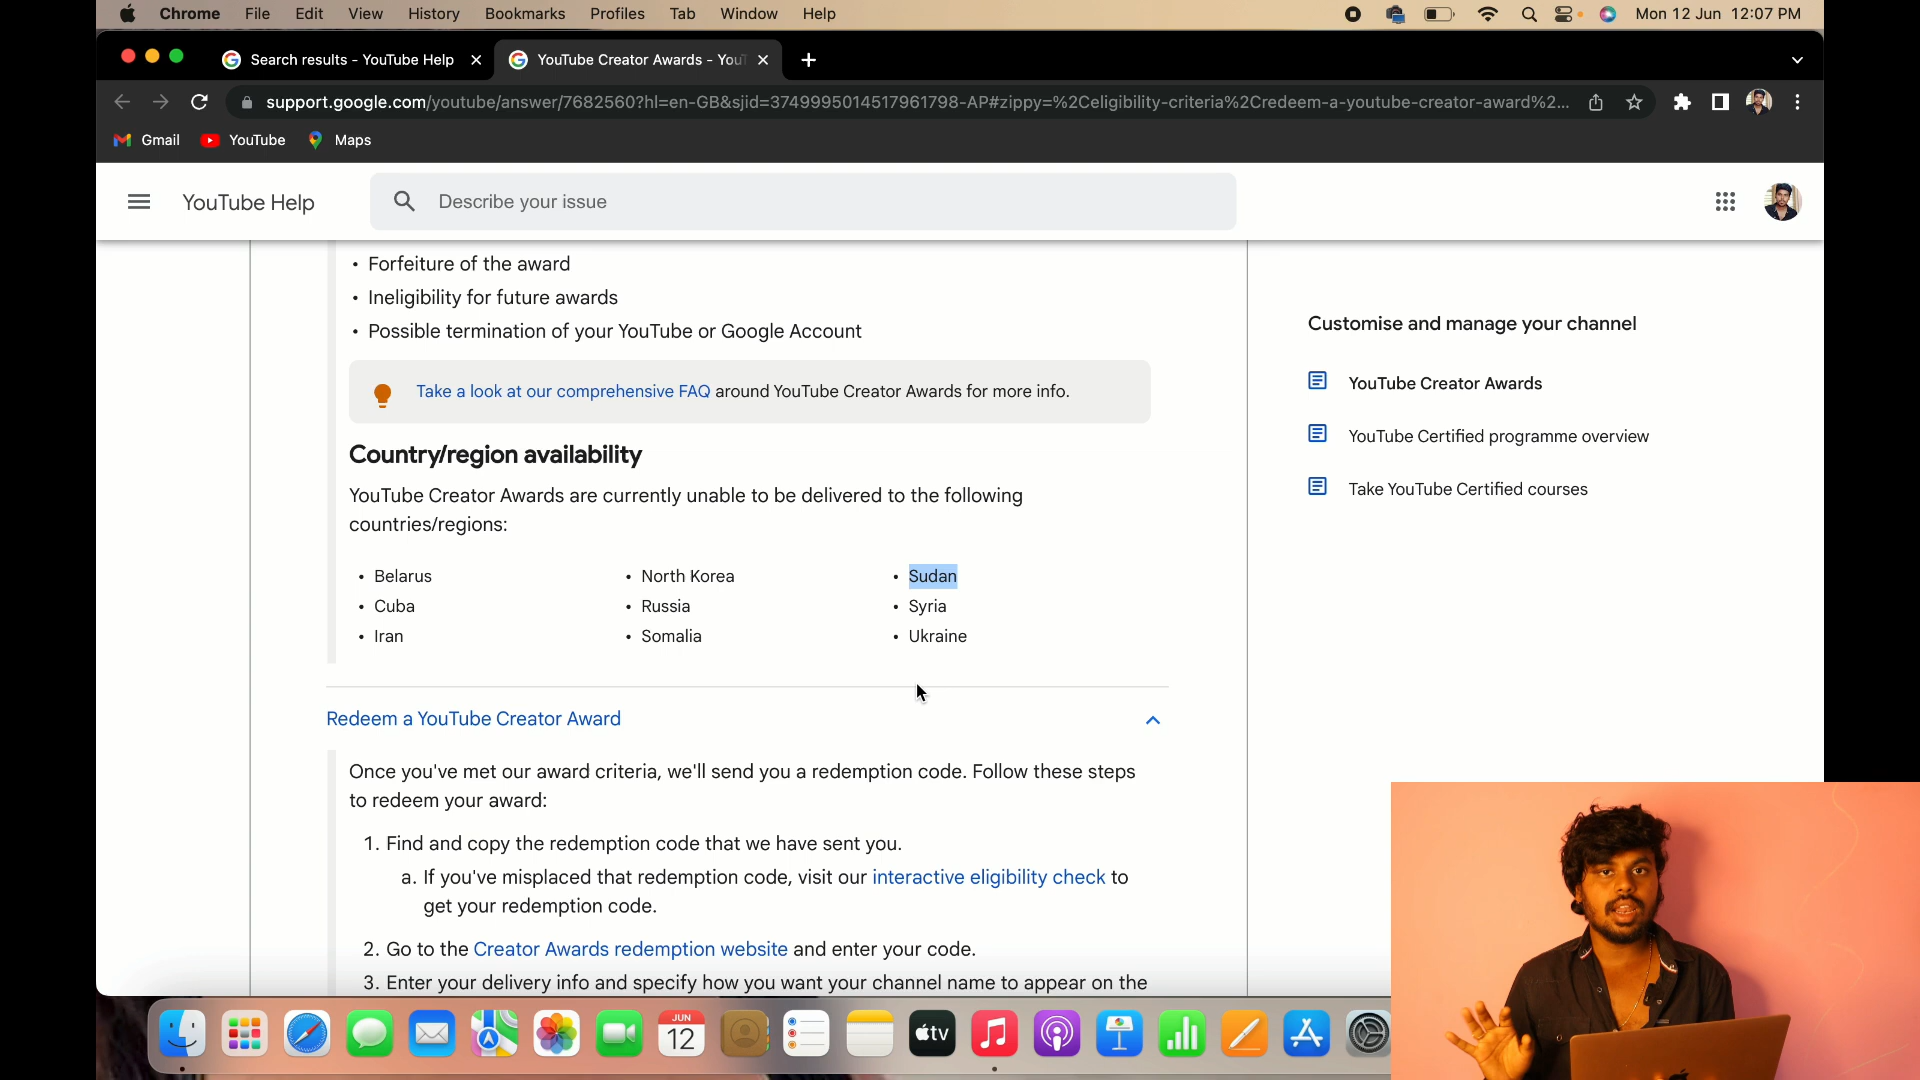 Chrome File Edit View History Bookmarks Profiles Tab Window Help Mon 12 Jun 12:07 PM
Search results - YouTube Help YouTube Creator Awards - You
support.google.com/youtube/answer/7682560?hl=en-GB&sjid=3749995014517961798-AP#zippy=%2Celigibility-criteria%2Credeem-a-youtube-creator-award%2...
Gmail YouTube Maps
YouTube Help Describe your issue
• Forfeiture of the award
• Ineligibility for future awards
• Possible termination of your YouTube or Google Account
Take a look at our comprehensive FAQ around YouTube Creator Awards for more info.
Country/region availability
YouTube Creator Awards are currently unable to be delivered to the following
countries/regions:
• Belarus • North Korea • Sudan
• Cuba • Russia • Syria
• Iran • Somalia • Ukraine
Redeem a YouTube Creator Award
Once you've met our award criteria, we'll send you a redemption code. Follow these steps
to redeem your award:
1. Find and copy the redemption code that we have sent you.
a. If you've misplaced that redemption code, visit our interactive eligibility check to
get your redemption code.
2. Go to the Creator Awards redemption website and enter your code.
3. Enter your delivery info and specify how you want your channel name to appear on the
Customise and manage your channel
YouTube Creator Awards
YouTube Certified programme overview
Take YouTube Certified courses
JUN
12
tv